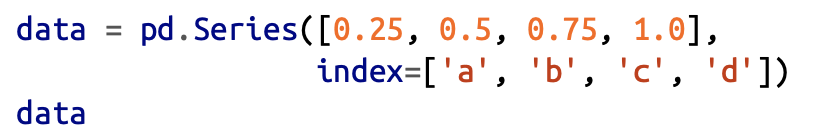 data = pd.Series([0.25, 0.5, 0.75, 1.0],
                 index=['a', 'b', 'c', 'd'])
data